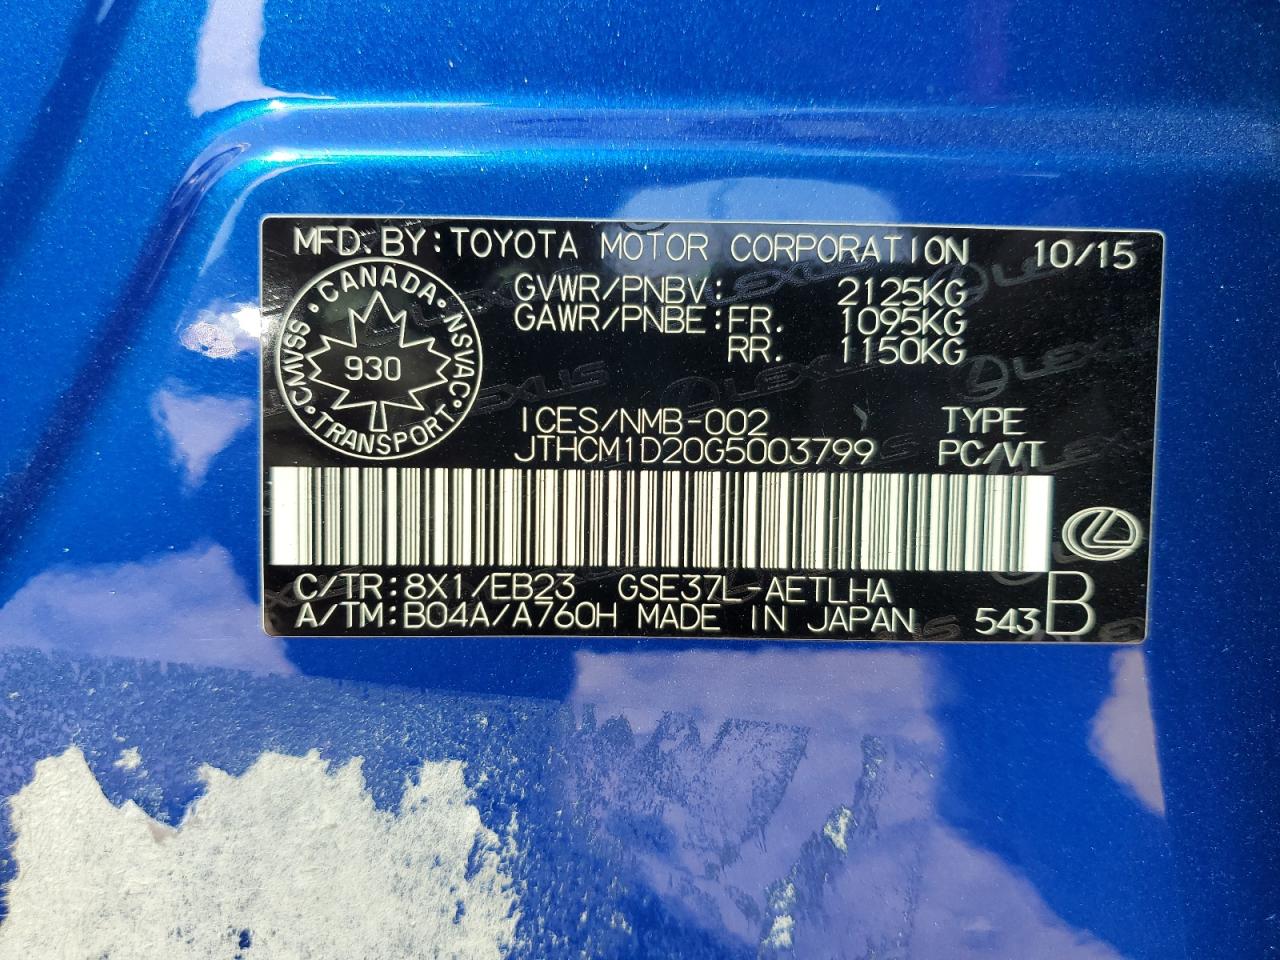 MFD.BY:TOYOTA MOTOR CORPORATION 10/15
CANADA
CMVSS
NSVAC
930
TRANSPORT
GVWR/PNBV: 2125KG
GAWR/PNBE:FR. 1095KG
RR. 1150KG
ICES/NMB-002 TYPE
JTHCM1D20G5003799 PC/VT
C/TR:8X1/EB23 GSE37L-AETLHA
A/TM:B04A/A760H MADE IN JAPAN 543B
LEXUS